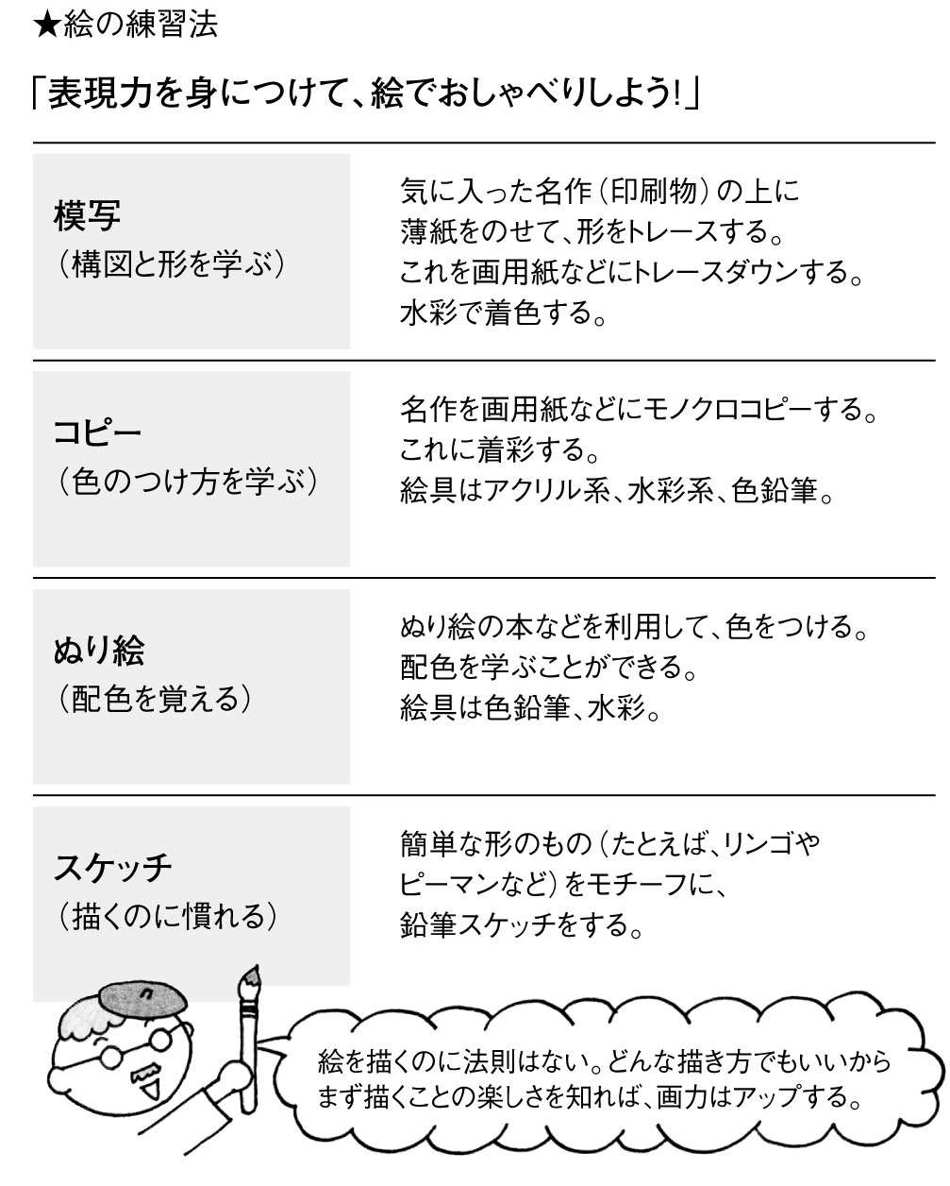 ★絵の練習法
「表現力を身につけて、絵でおしゃべりしよう!」
模写
（構図と形を学ぶ）
気に入った名作（印刷物）の上に
薄紙をのせて、形をトレースする。
これを画用紙などにトレースダウンする。
水彩で着色する。
コピー
（色のつけ方を学ぶ）
名作を画用紙などにモノクロコピーする。
これに着彩する。
絵具はアクリル系、水彩系、色鉛筆。
ぬり絵
（配色を覚える）
ぬり絵の本などを利用して、色をつける。
配色を学ぶことができる。
絵具は色鉛筆、水彩。
スケッチ
（描くのに慣れる）
簡単な形のもの（たとえば、リンゴや
ピーマンなど）をモチーフに、
鉛筆スケッチをする。
絵を描くのに法則はない。どんな描き方でもいいから
まず描くことの楽しさを知れば、画力はアップする。